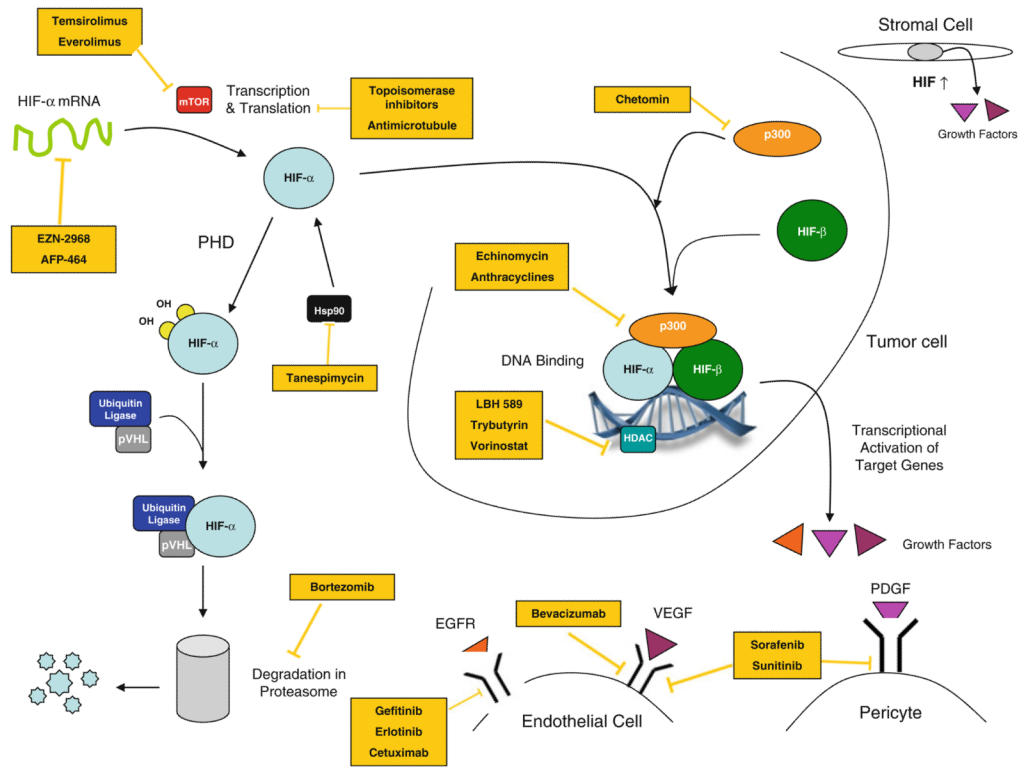 Temsirolimus
Everolimus
HIF-α mRNA
mTOR
Transcription
& Translation
Topoisomerase
inhibitors
Antimicrotubule
EZN-2968
AFP-464
HIF-α
PHD
Hsp90
Tanespimycin
OH
OH
HIF-α
Ubiquitin
Ligase
pVHL
Ubiquitin
Ligase
pVHL
HIF-α
Bortezomib
Degradation in
Proteasome
Chetomin
p300
HIF-β
Echinomycin
Anthracyclines
p300
HIF-α
HIF-β
DNA Binding
LBH 589
Trybutyrin
Vorinostat
HDAC
Stromal Cell
HIF ↑
Growth Factors
Tumor cell
Transcriptional
Activation of
Target Genes
Growth Factors
EGFR
Gefitinib
Erlotinib
Cetuximab
Bevacizumab
VEGF
Endothelial Cell
Sorafenib
Sunitinib
PDGF
Pericyte